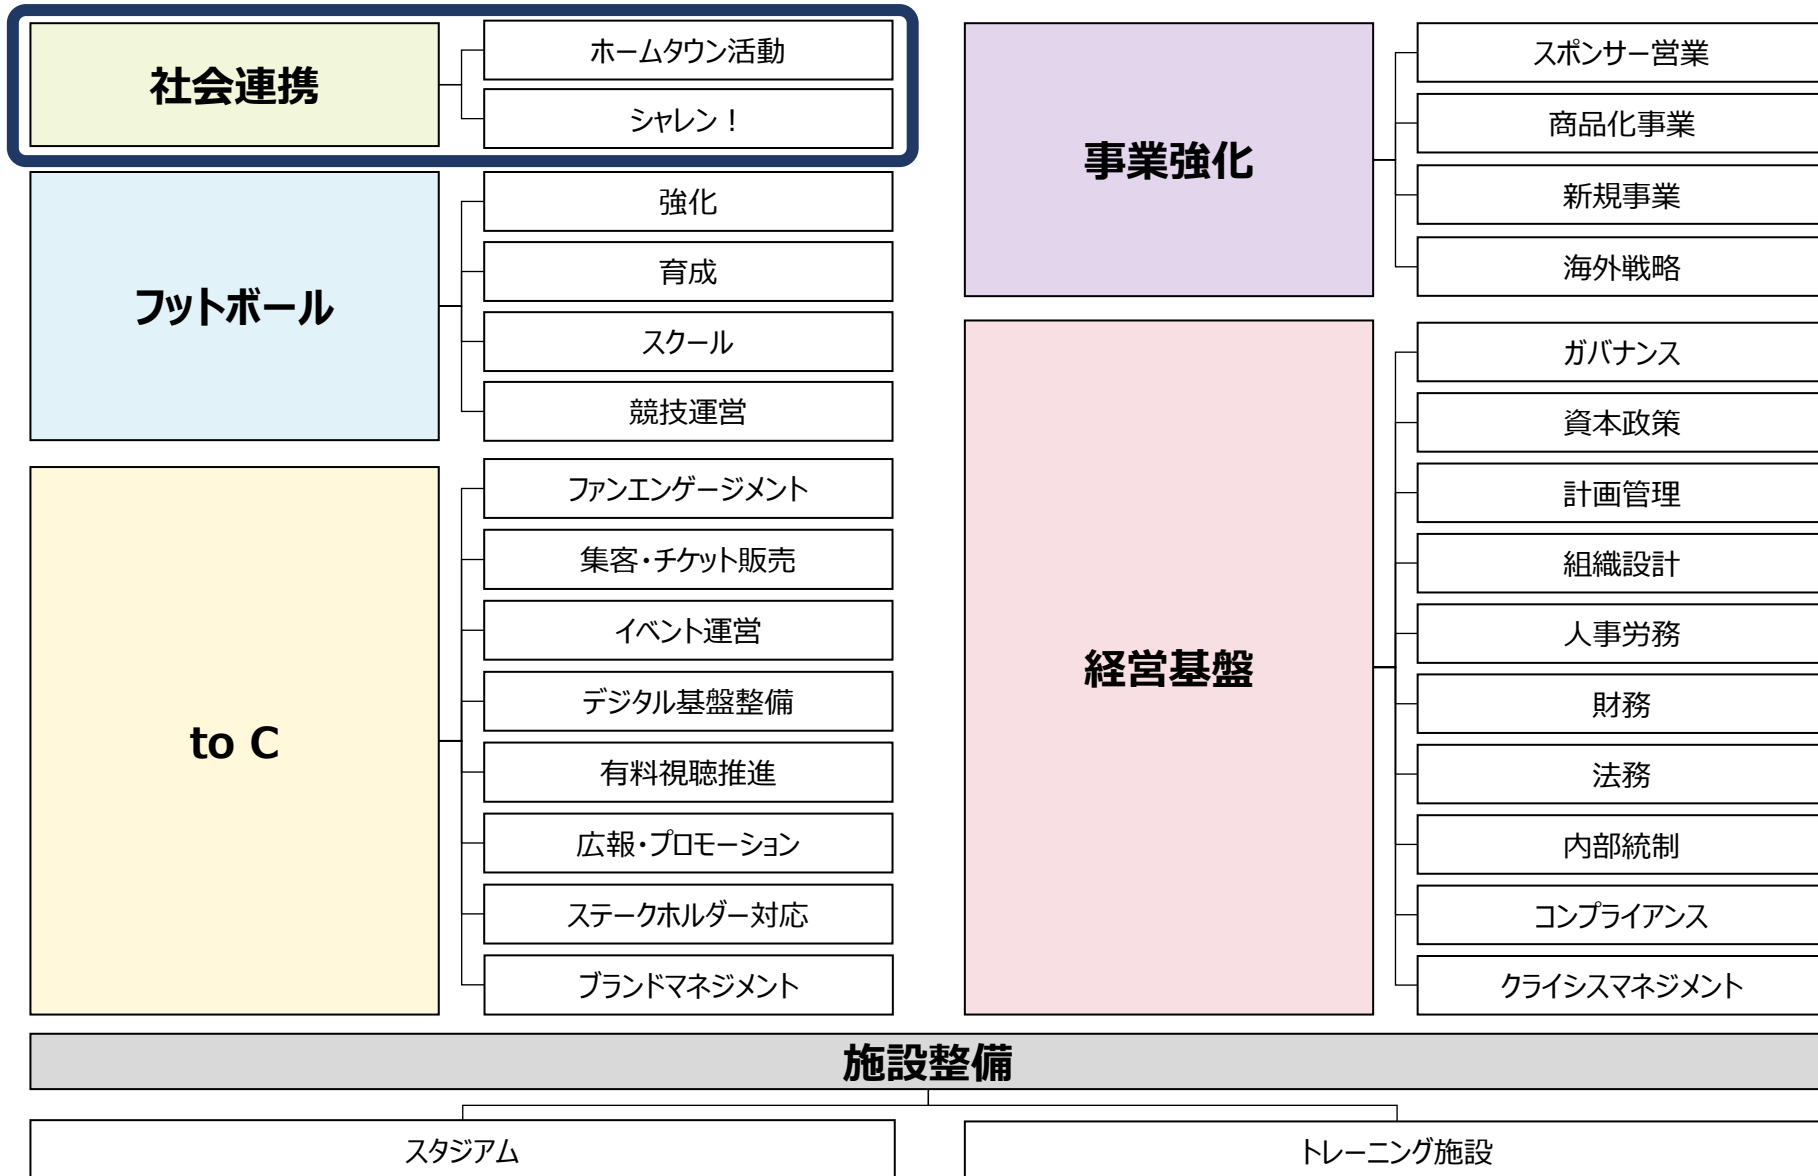 社会連携
ホームタウン活動
シャレン！
フットボール
強化
育成
スクール
競技運営
to C
ファンエンゲージメント
集客・チケット販売
イベント運営
デジタル基盤整備
有料視聴推進
広報・プロモーション
ステークホルダー対応
ブランドマネジメント
事業強化
スポンサー営業
商品化事業
新規事業
海外戦略
経営基盤
ガバナンス
資本政策
計画管理
組織設計
人事労務
財務
法務
内部統制
コンプライアンス
クライシスマネジメント
施設整備
スタジアム
トレーニング施設